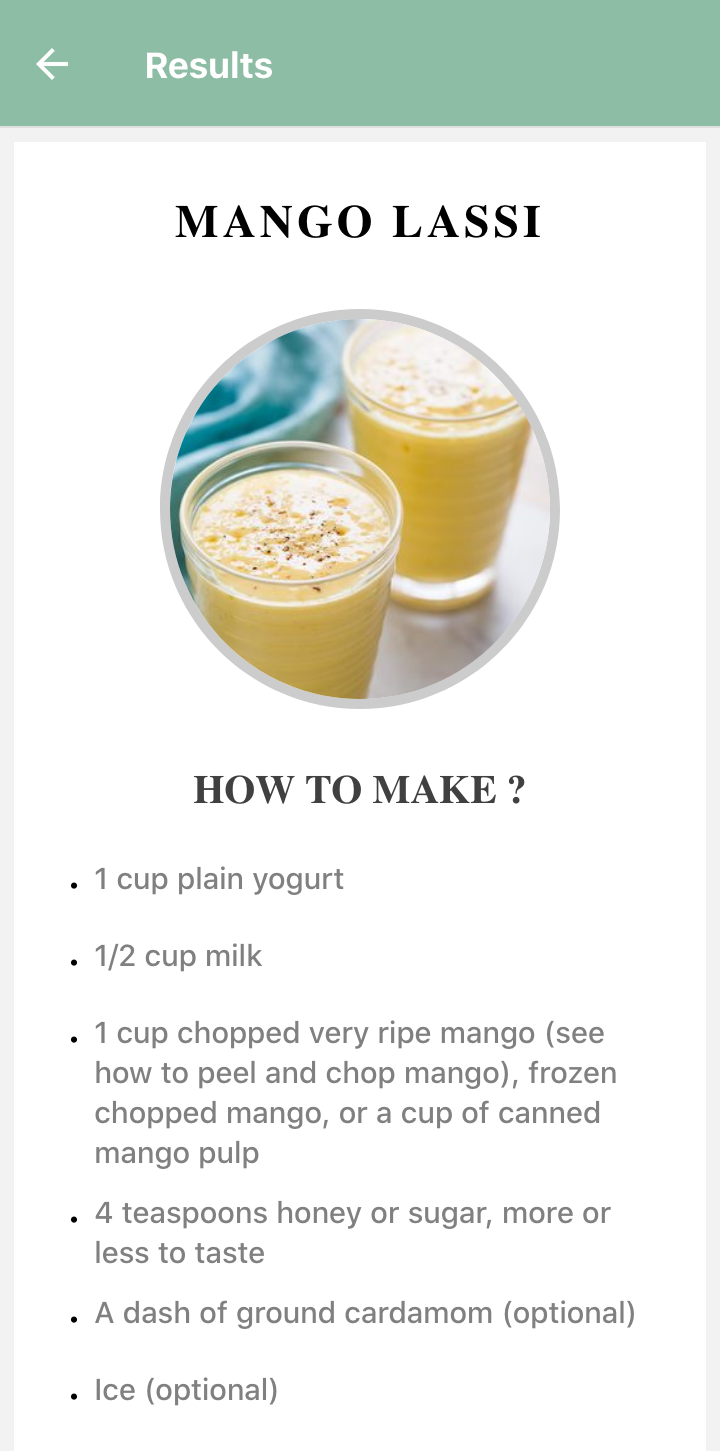 Results
MANGO LASSI
HOW TO MAKE ?
• 1 cup plain yogurt
• 1/2 cup milk
• 1 cup chopped very ripe mango (see
how to peel and chop mango), frozen
chopped mango, or a cup of canned
mango pulp
• 4 teaspoons honey or sugar, more or
less to taste
• A dash of ground cardamom (optional)
• Ice (optional)